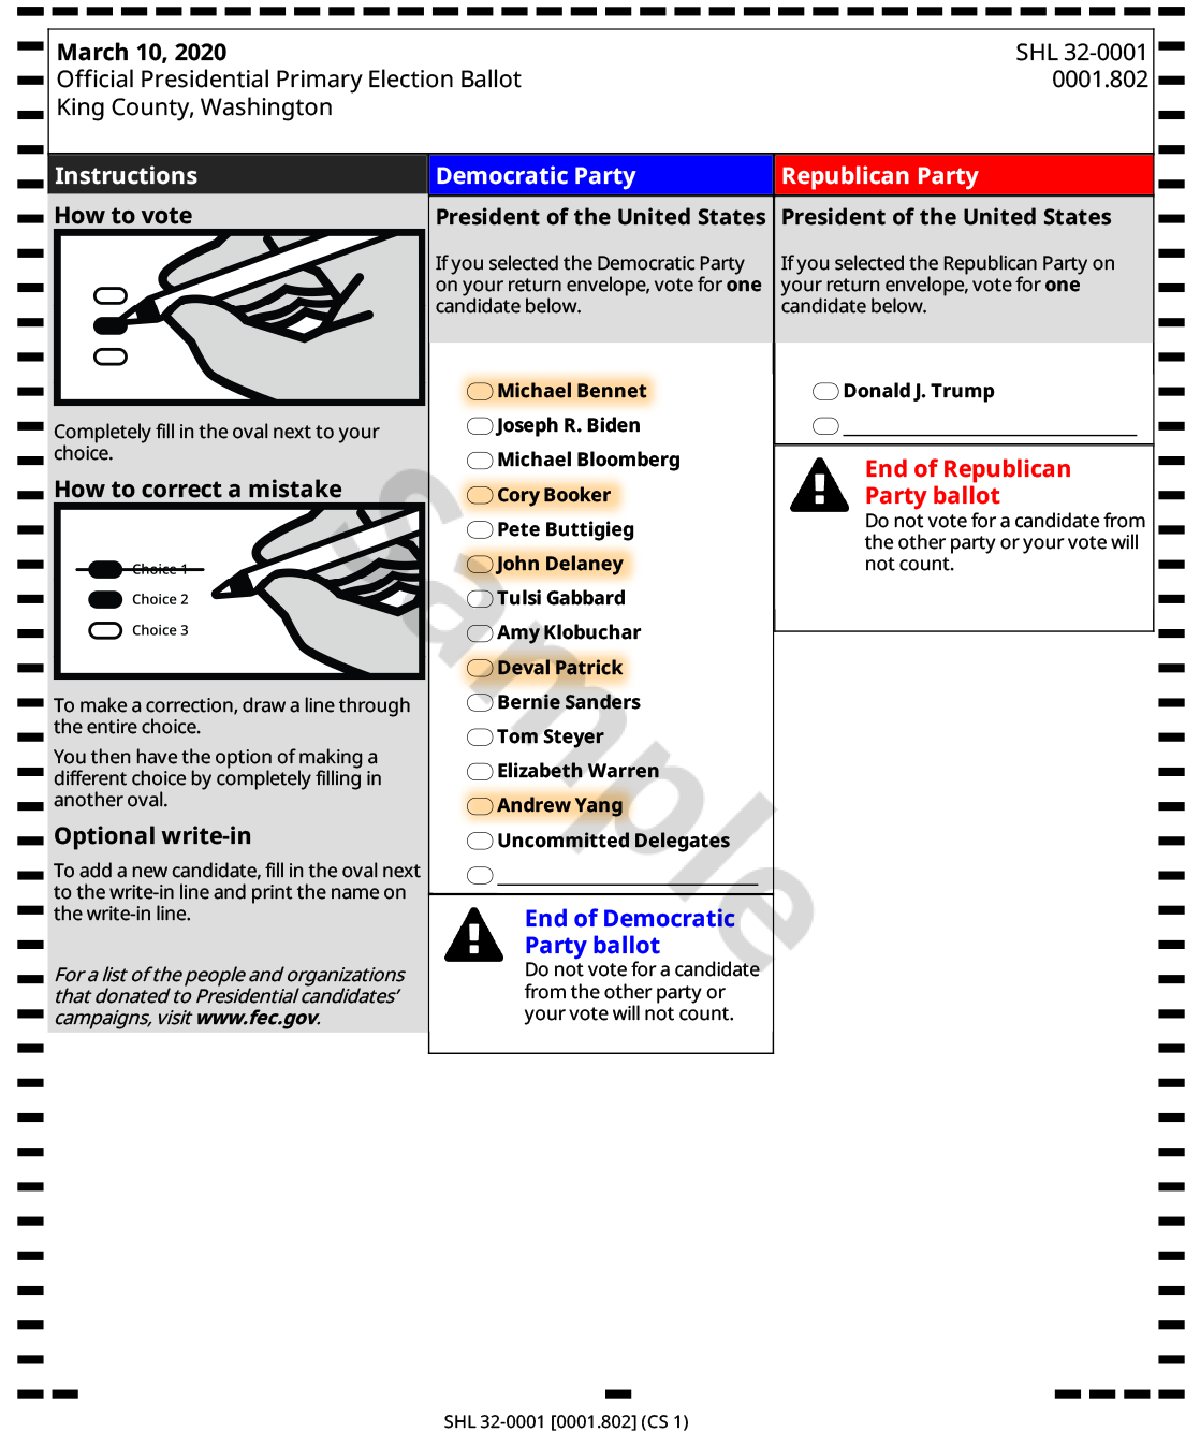 March 10, 2020
Official Presidential Primary Election Ballot
King County, Washington
SHL 32-0001
0001.802
Instructions
How to vote
Completely fill in the oval next to your
choice.
How to correct a mistake
Choice 1
Choice 2
Choice 3
To make a correction, draw a line through
the entire choice.
You then have the option of making a
different choice by completely filling in
another oval.
Optional write-in
To add a new candidate, fill in the oval next
to the write-in line and print the name on
the write-in line.
For a list of the people and organizations
that donated to Presidential candidates'
campaigns, visit www.fec.gov.
Democratic Party
President of the United States
If you selected the Democratic Party
on your return envelope, vote for one
candidate below.
Michael Bennet
Joseph R. Biden
Michael Bloomberg
Cory Booker
Pete Buttigieg
John Delaney
Tulsi Gabbard
Amy Klobuchar
Deval Patrick
Bernie Sanders
Tom Steyer
Elizabeth Warren
Andrew Yang
Uncommitted Delegates
End of Democratic
Party ballot
Do not vote for a candidate
from the other party or
your vote will not count.
Republican Party
President of the United States
If you selected the Republican Party on
your return envelope, vote for one
candidate below.
Donald J. Trump
End of Republican
Party ballot
Do not vote for a candidate from
the other party or your vote will
not count.
Sample
SHL 32-0001 [0001.802] (CS 1)